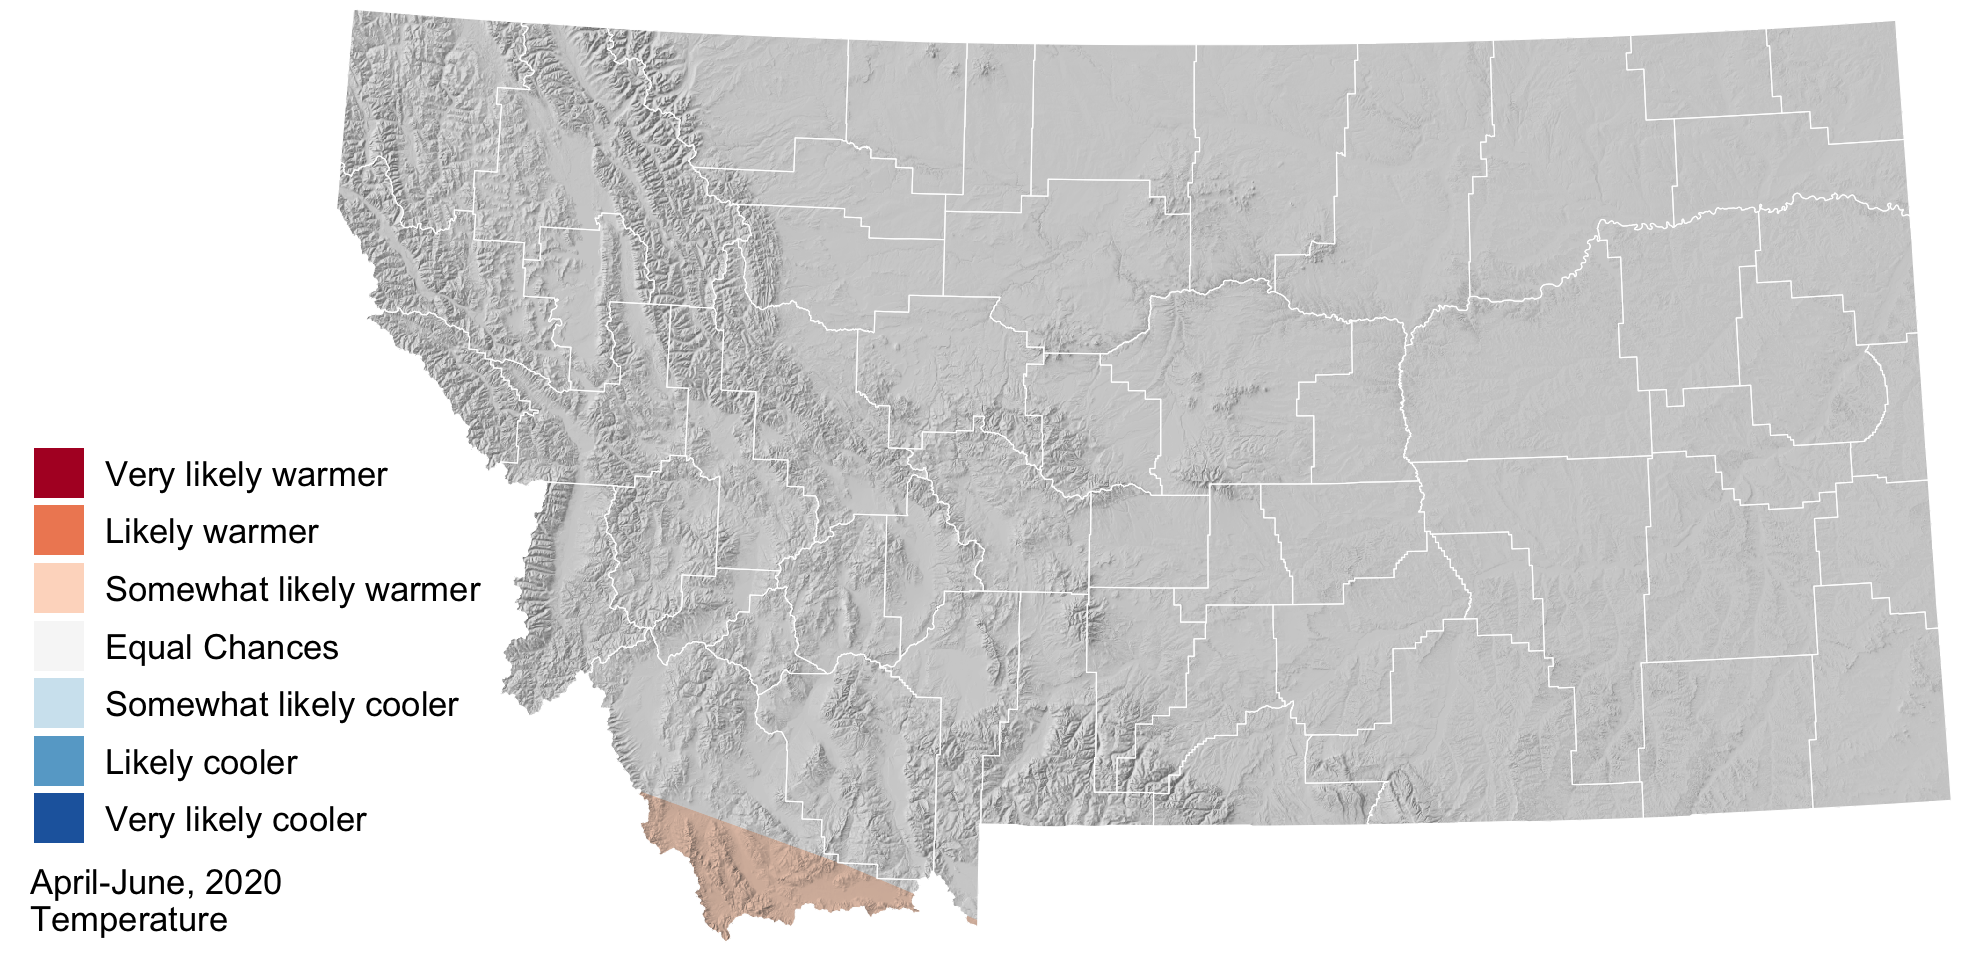 Very likely warmer
Likely warmer
Somewhat likely warmer
Equal Chances
Somewhat likely cooler
Likely cooler
Very likely cooler
April-June, 2020
Temperature